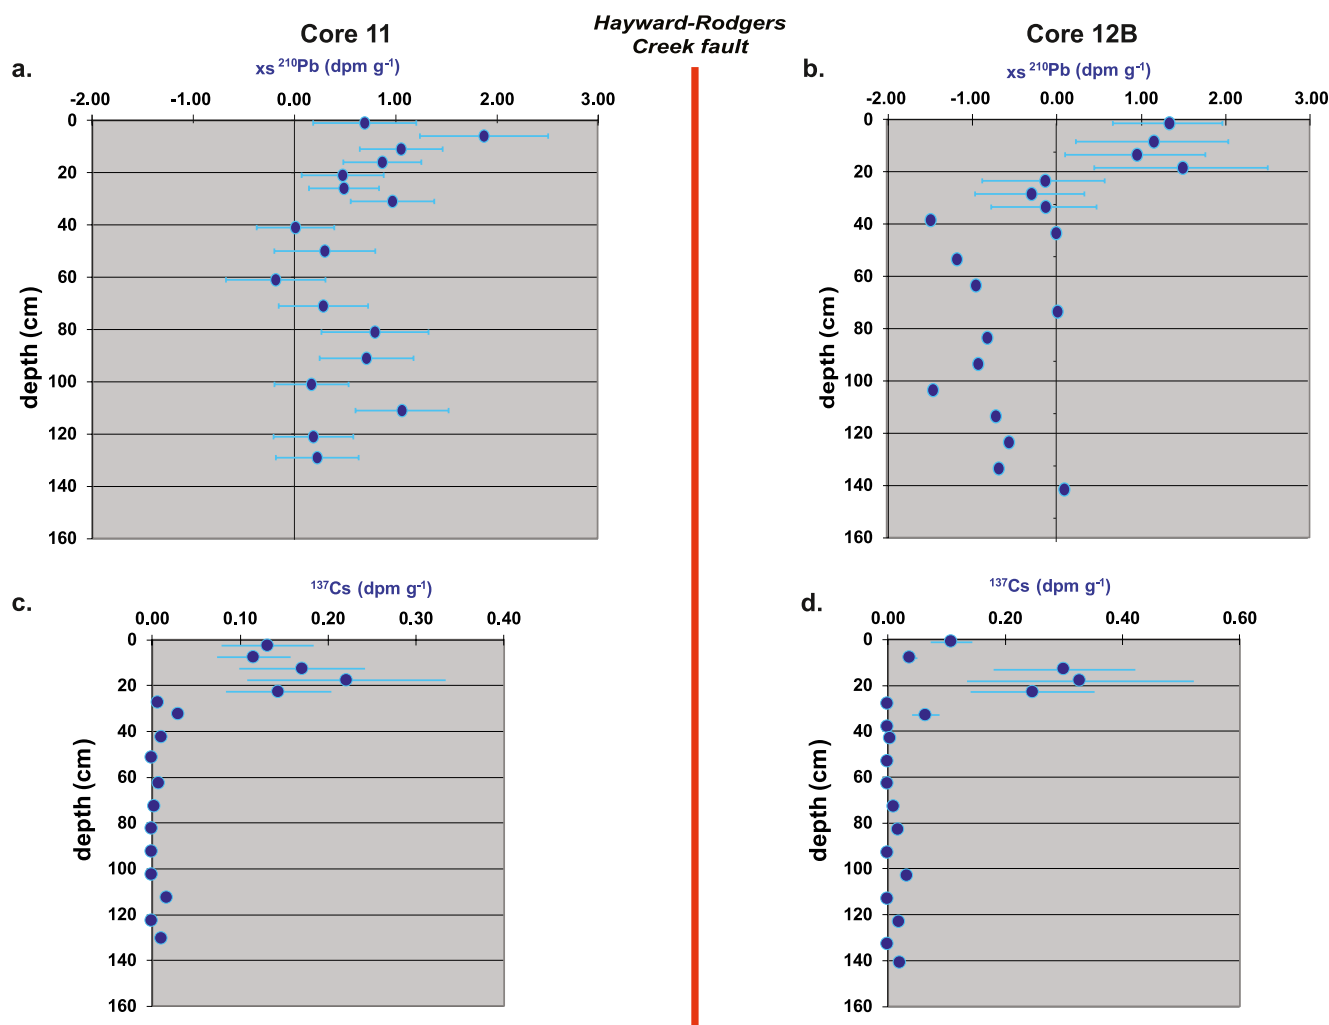 Core 11
Hayward-Rodgers
Creek fault
Core 12B
a.
xs ²¹⁰Pb (dpm g⁻¹)
-2.00 -1.00 0.00 1.00 2.00 3.00
0
20
40
60
80
100
120
140
160
depth (cm)
b.
xs ²¹⁰Pb (dpm g⁻¹)
-2.00 -1.00 0.00 1.00 2.00 3.00
0
20
40
60
80
100
120
140
160
depth (cm)
c.
¹³⁷Cs (dpm g⁻¹)
0.00 0.10 0.20 0.30 0.40
0
20
40
60
80
100
120
140
160
depth (cm)
d.
¹³⁷Cs (dpm g⁻¹)
0.00 0.20 0.40 0.60
0
20
40
60
80
100
120
140
160
depth (cm)